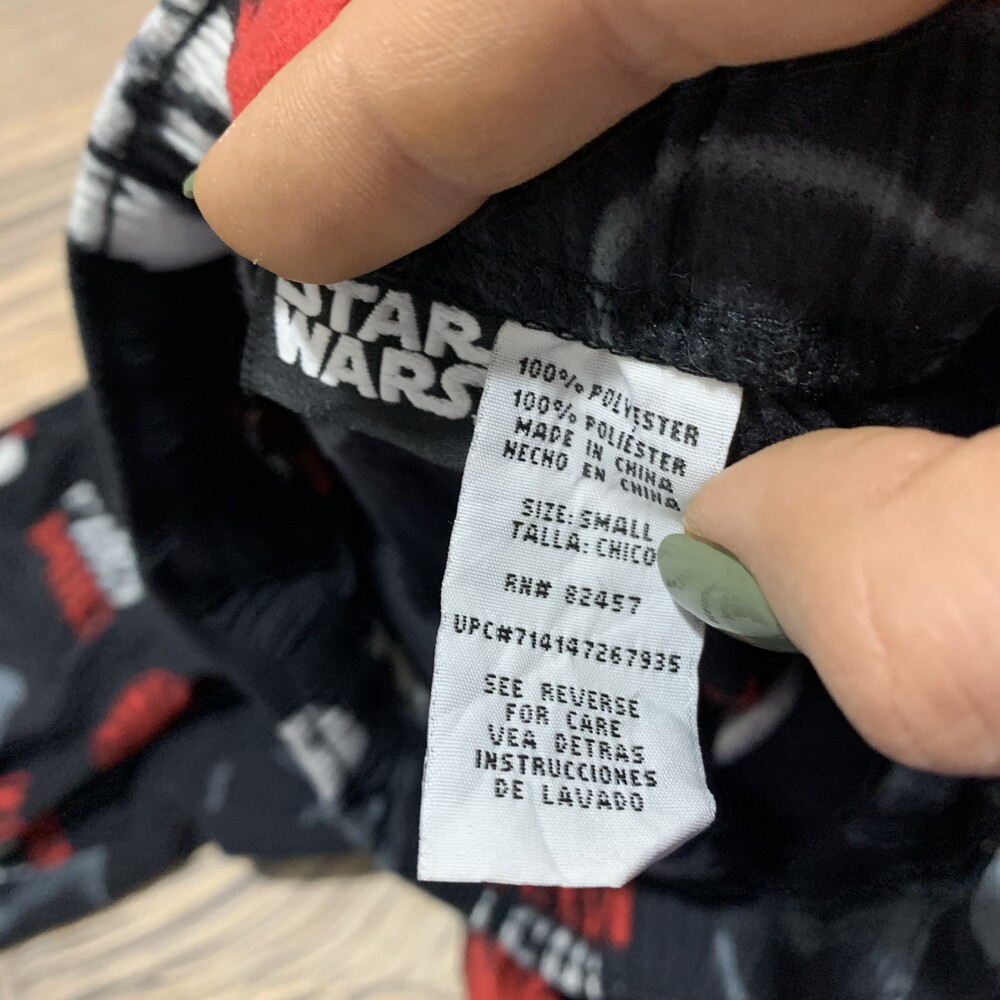 STAR
WARS
100% POLYESTER
100% POLIÉSTER
MADE IN CHINA
HECHO EN CHINA
SIZE: SMALL
TALLA: CHICO
RN# 82457
UPC#714147267935
SEE REVERSE
FOR CARE
VEA DETRAS
INSTRUCCIONES
DE LAVADO